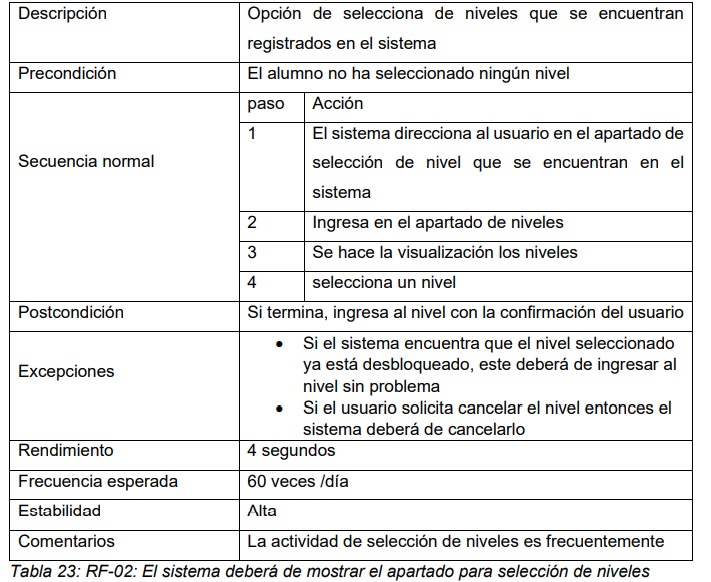 Descripción
Opción de selecciona de niveles que se encuentran
registrados en el sistema
Precondición
El alumno no ha seleccionado ningún nivel
Secuencia normal
paso
Acción
1
El sistema direcciona al usuario en el apartado de
selección de nivel que se encuentran en el
sistema
2
Ingresa en el apartado de niveles
3
Se hace la visualización los niveles
4
selecciona un nivel
Postcondición
Si termina, ingresa al nivel con la confirmación del usuario
Excepciones
• Si el sistema encuentra que el nivel seleccionado
ya está desbloqueado, este deberá de ingresar al
nivel sin problema
• Si el usuario solicita cancelar el nivel entonces el
sistema deberá de cancelarlo
Rendimiento
4 segundos
Frecuencia esperada
60 veces /día
Estabilidad
Alta
Comentarios
La actividad de selección de niveles es frecuentemente
Tabla 23: RF-02: El sistema deberá de mostrar el apartado para selección de niveles